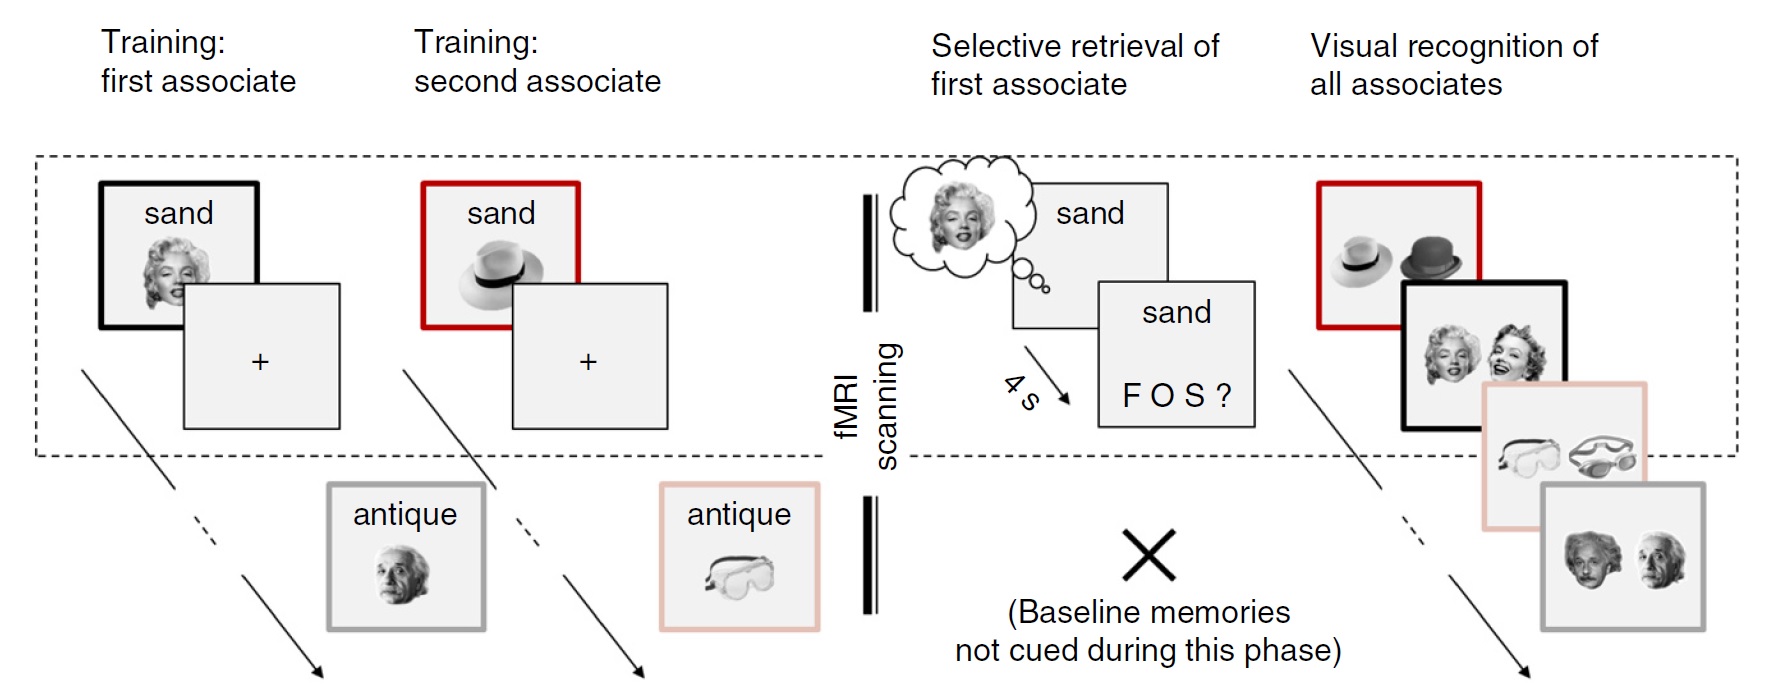 Training:
first associate
Training:
second associate
Selective retrieval of
first associate
Visual recognition of
all associates
sand
+
antique
sand
+
antique
fMRI
scanning
sand
4 s
sand
F O S ?
(Baseline memories
not cued during this phase)